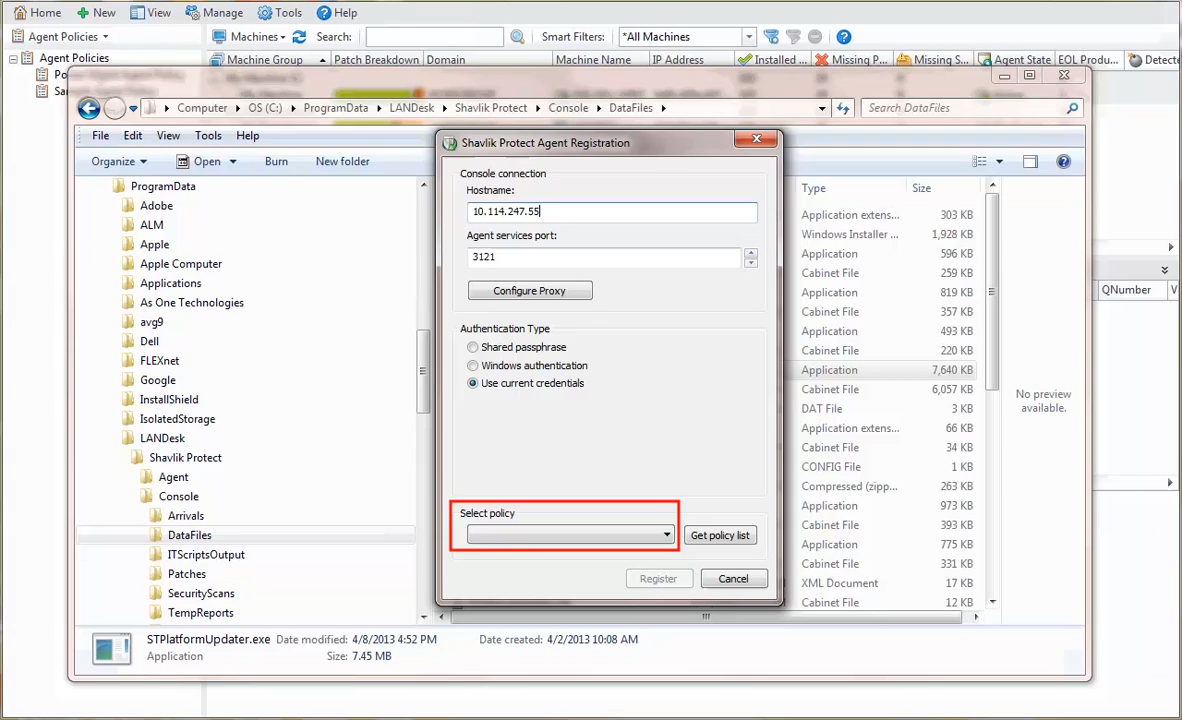 Home New View Manage Tools Help
Agent Policies Machines Search: Smart Filters: *All Machines
Agent Policies
Machine Group Patch Breakdown Domain Machine Name IP Address Installed ... Missing P... Missing S... Agent State EOL Produ... Detecte
Computer OS (C:) ProgramData LANDesk Shavlik Protect Console DataFiles
Search DataFiles
File Edit View Tools Help
Organize Open Burn New folder
ProgramData
Adobe
ALM
Apple
Apple Computer
Applications
As One Technologies
avg9
Dell
FLEXnet
Google
InstallShield
IsolatedStorage
LANDesk
Shavlik Protect
Agent
Console
Arrivals
DataFiles
ITScriptsOutput
Patches
SecurityScans
TempReports
Shavlik Protect Agent Registration
Console connection
Hostname:
10.114.247.55
Agent services port:
3121
Configure Proxy
Authentication Type
Shared passphrase
Windows authentication
Use current credentials
Select policy
Get policy list
Register Cancel
Type Size
Application extens... 303 KB
Windows Installer ... 1,928 KB
Application 596 KB
Cabinet File 259 KB
Application 819 KB
Cabinet File 357 KB
Application 493 KB
Cabinet File 220 KB
Application 7,640 KB
Cabinet File 6,057 KB
DAT File 3 KB
Application extens... 66 KB
Cabinet File 34 KB
CONFIG File 1 KB
Compressed (zipp... 263 KB
Application 973 KB
Cabinet File 393 KB
Application 775 KB
Cabinet File 331 KB
XML Document 17 KB
Cabinet File 12 KB
No preview
available.
QNumber V
STPlatformUpdater.exe Date modified: 4/8/2013 4:52 PM Date created: 4/2/2013 10:08 AM
Application Size: 7.45 MB